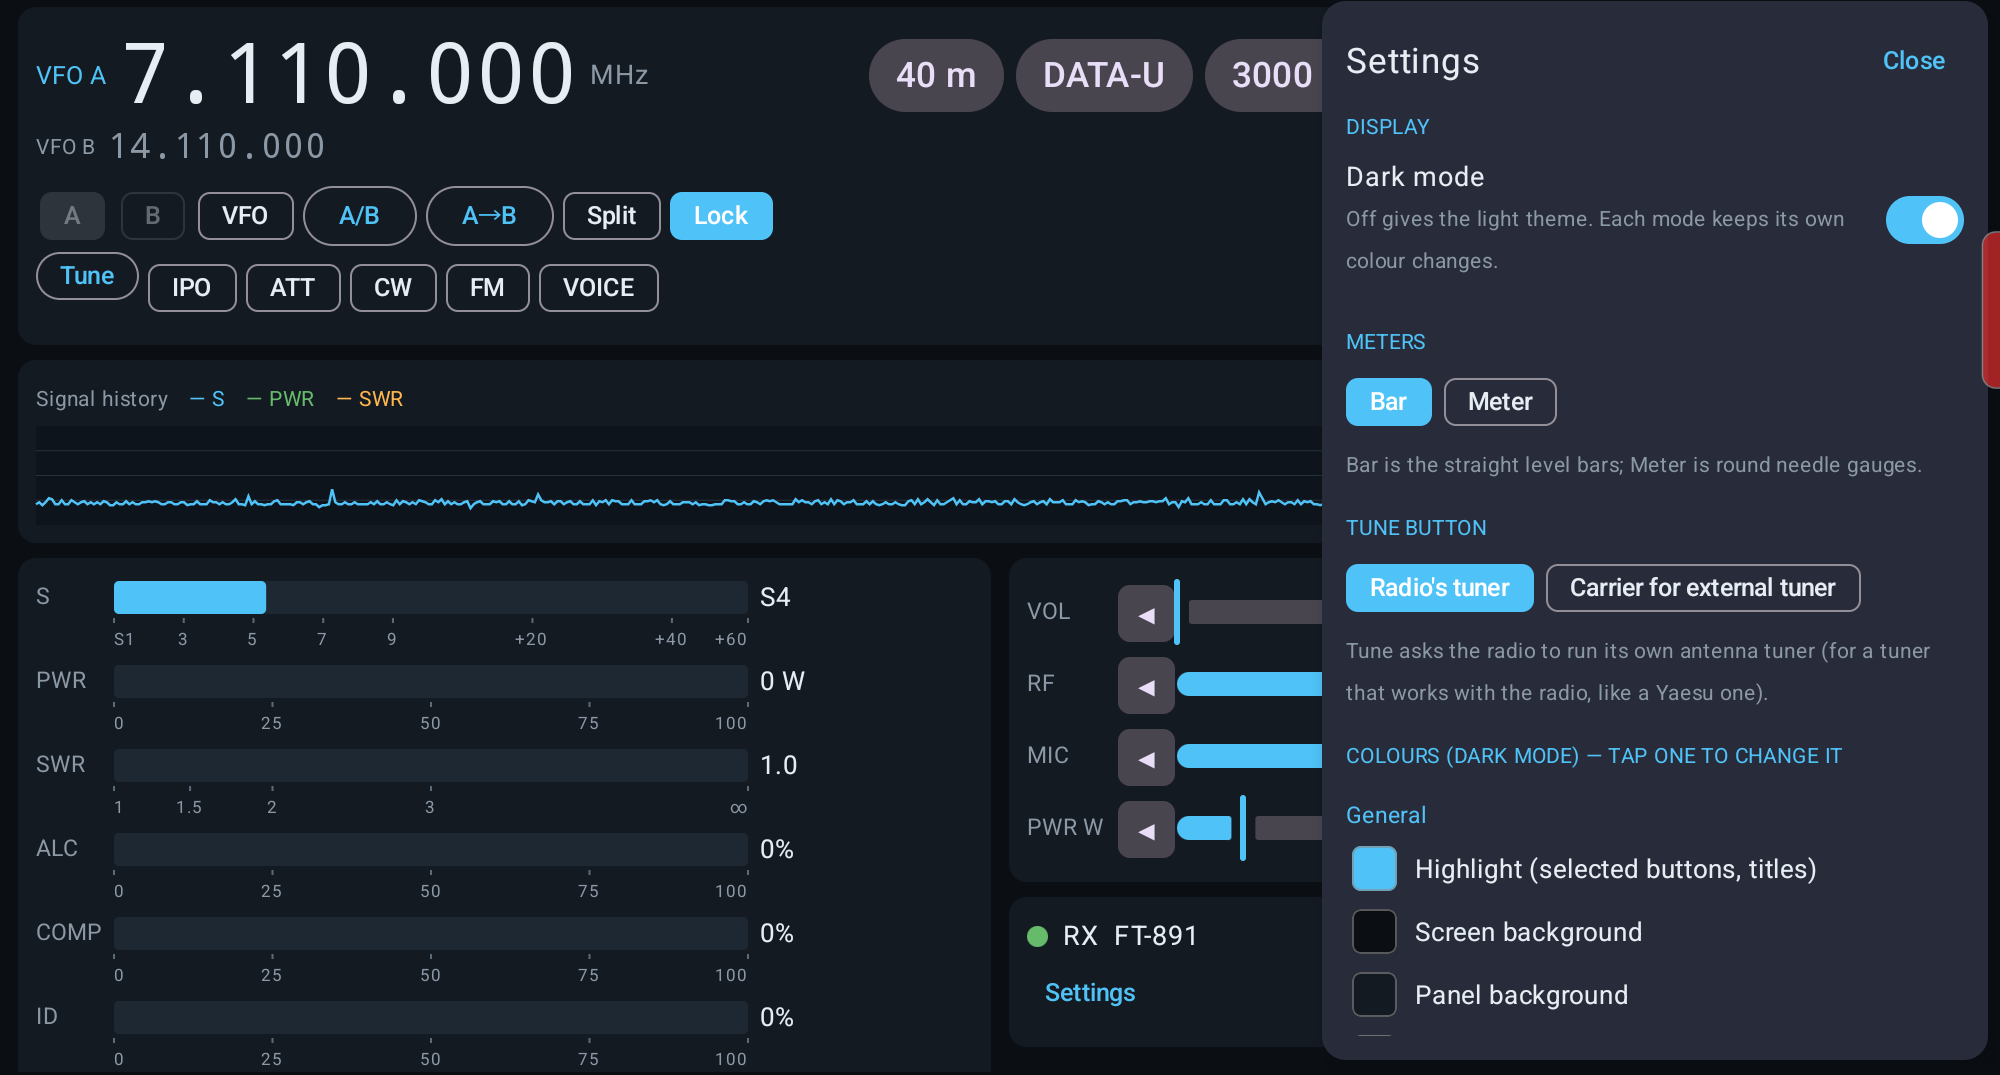 VFO A 7.110.000 MHz 40 m DATA-U 3000
VFO B 14.110.000
A B VFO A/B A→B Split Lock
Tune IPO ATT CW FM VOICE
Signal history — S — PWR — SWR
S S4
S1 3 5 7 9 +20 +40 +60
PWR 0 W
0 25 50 75 100
SWR 1.0
1 1.5 2 3 ∞
ALC 0%
0 25 50 75 100
COMP 0%
0 25 50 75 100
ID 0%
0 25 50 75 100
VOL ◀
RF ◀
MIC ◀
PWR W ◀
RX FT-891
Settings
Settings Close
DISPLAY
Dark mode
Off gives the light theme. Each mode keeps its own
colour changes.
METERS
Bar Meter
Bar is the straight level bars; Meter is round needle gauges.
TUNE BUTTON
Radio's tuner Carrier for external tuner
Tune asks the radio to run its own antenna tuner (for a tuner
that works with the radio, like a Yaesu one).
COLOURS (DARK MODE) — TAP ONE TO CHANGE IT
General
Highlight (selected buttons, titles)
Screen background
Panel background